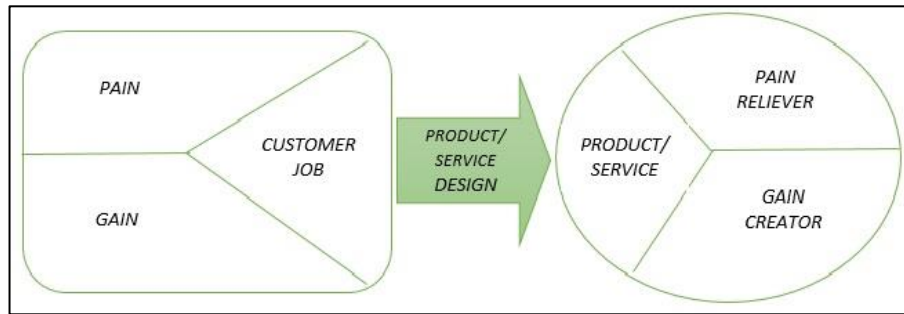 PAIN
GAIN
CUSTOMER
JOB
PRODUCT/
SERVICE
DESIGN
PRODUCT/
SERVICE
PAIN
RELIEVER
GAIN
CREATOR